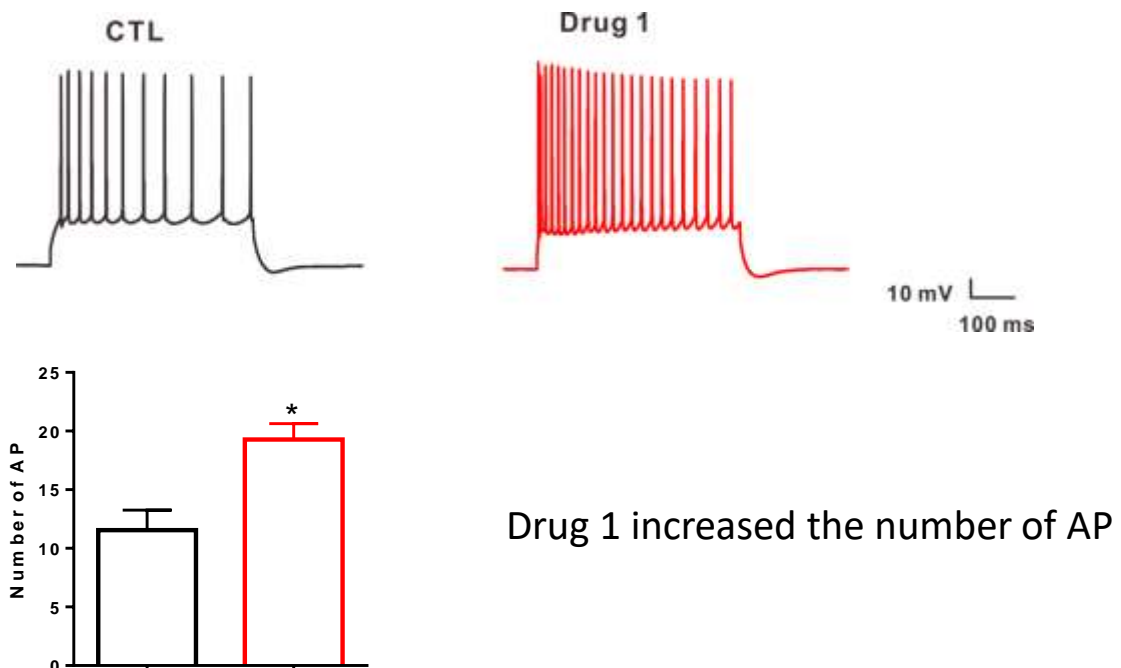 CTL
Drug 1
10 mV
100 ms
25
20
15
10
5
0
Number of AP
*
Drug 1 increased the number of AP